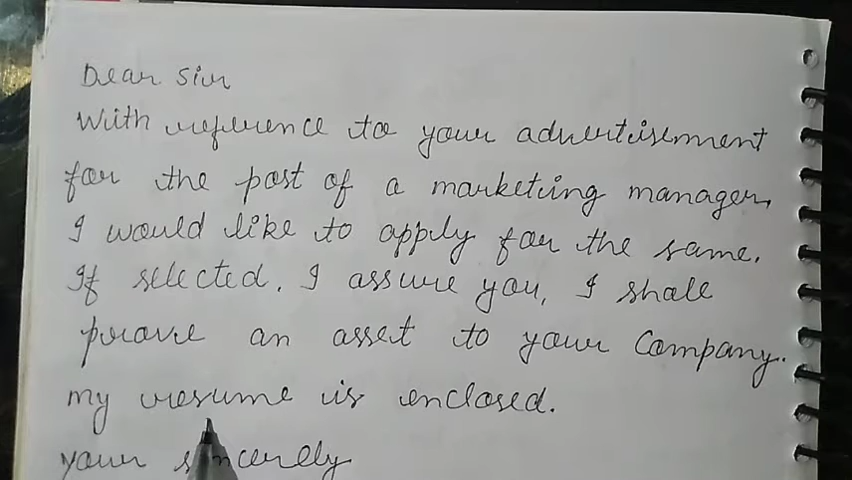 Dear Sir
With reference to your advertisement
for the post of a marketing manager,
I would like to apply for the same.
If selected, I assure you, I shall
prove an asset to your Company.
my resume is enclosed.
your sincerely